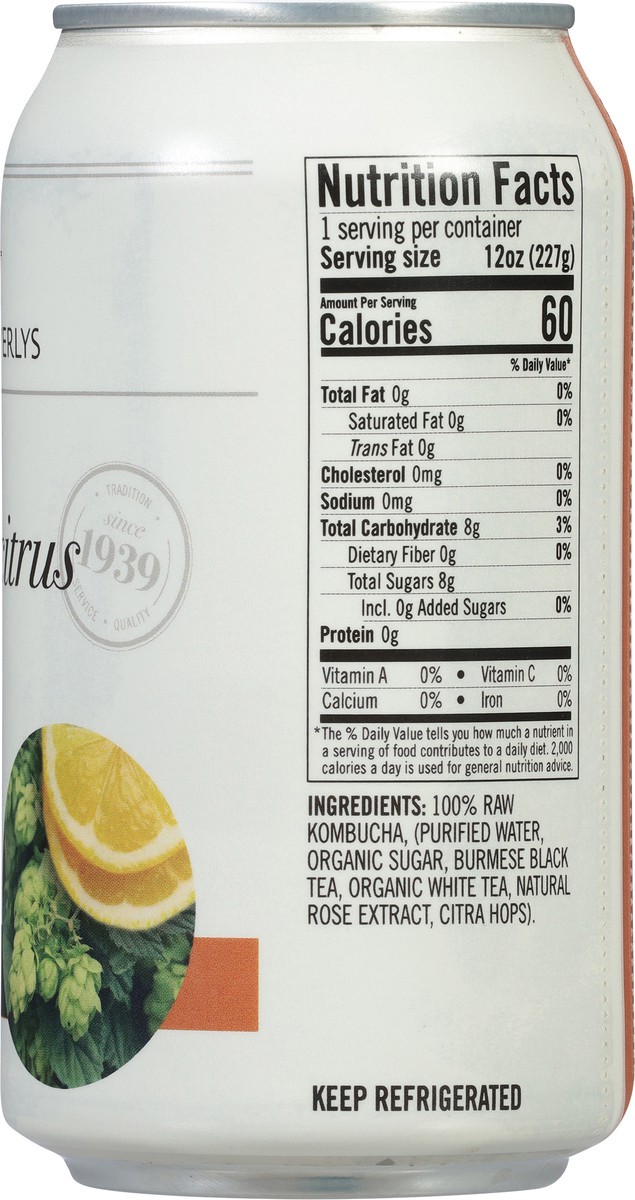 ERLYS
TRADITION
since
1939
QUALITY
itrus
Nutrition Facts
1 serving per container
Serving size 12oz (227g)
Amount Per Serving
Calories 60
% Daily Value*
Total Fat 0g 0%
Saturated Fat 0g 0%
Trans Fat 0g
Cholesterol 0mg 0%
Sodium 0mg 0%
Total Carbohydrate 8g 3%
Dietary Fiber 0g 0%
Total Sugars 8g
Incl. 0g Added Sugars 0%
Protein 0g
Vitamin A 0% • Vitamin C 0%
Calcium 0% • Iron 0%
*The % Daily Value tells you how much a nutrient in
a serving of food contributes to a daily diet. 2,000
calories a day is used for general nutrition advice.
INGREDIENTS: 100% RAW
KOMBUCHA, (PURIFIED WATER,
ORGANIC SUGAR, BURMESE BLACK
TEA, ORGANIC WHITE TEA, NATURAL
ROSE EXTRACT, CITRA HOPS).
KEEP REFRIGERATED